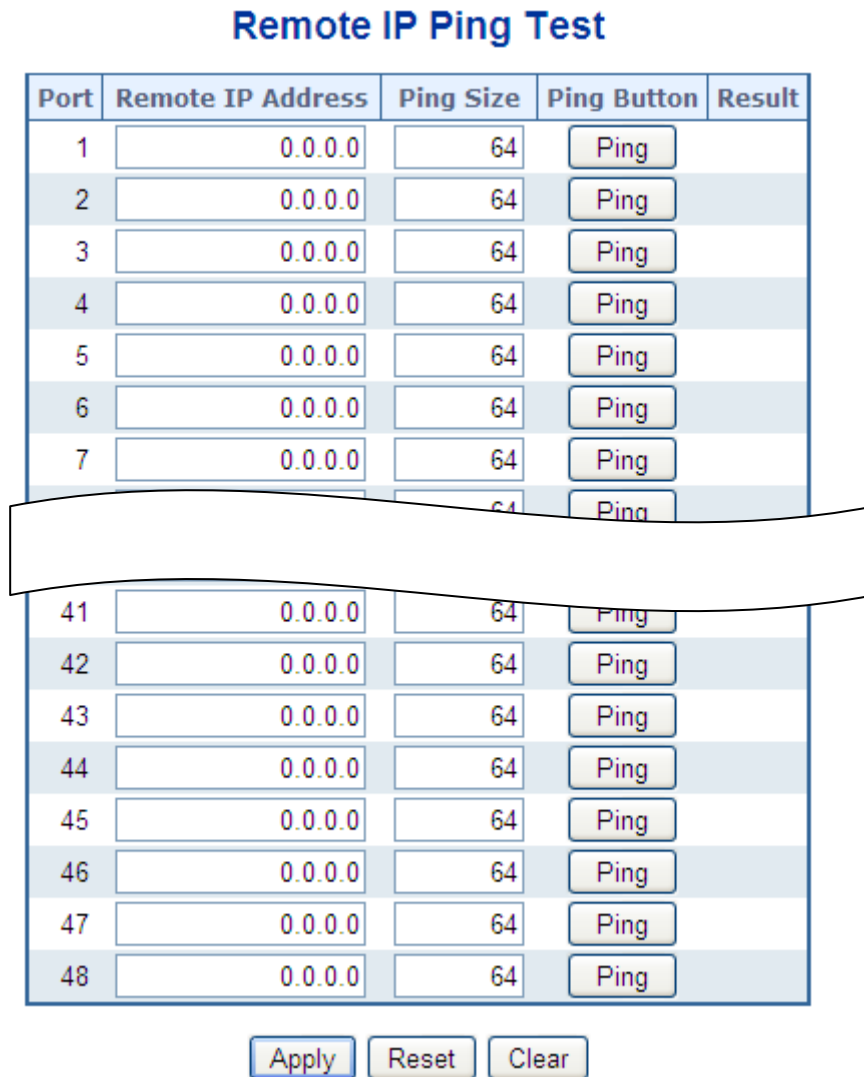 Remote IP Ping Test
Port Remote IP Address Ping Size Ping Button Result
1 0.0.0.0 64 Ping
2 0.0.0.0 64 Ping
3 0.0.0.0 64 Ping
4 0.0.0.0 64 Ping
5 0.0.0.0 64 Ping
6 0.0.0.0 64 Ping
7 0.0.0.0 64 Ping
64 Ping
41 0.0.0.0 64 Ping
42 0.0.0.0 64 Ping
43 0.0.0.0 64 Ping
44 0.0.0.0 64 Ping
45 0.0.0.0 64 Ping
46 0.0.0.0 64 Ping
47 0.0.0.0 64 Ping
48 0.0.0.0 64 Ping
Apply Reset Clear